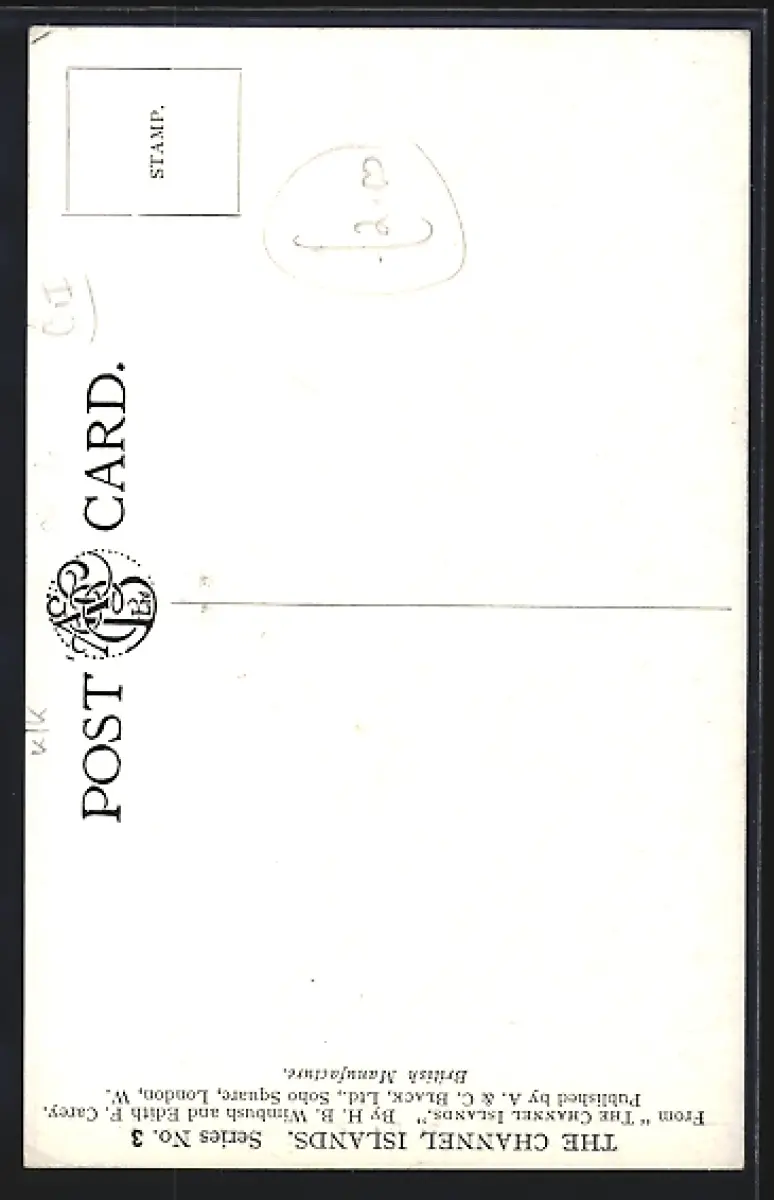 STAMP.
POST CARD.
THE CHANNEL ISLANDS. Series No. 3
From "THE CHANNEL ISLANDS." By H. B. Wimbush and Edith F. Carey.
Published by A. & C. BLACK, Ltd., Soho Square, London, W.
British Manufacture.